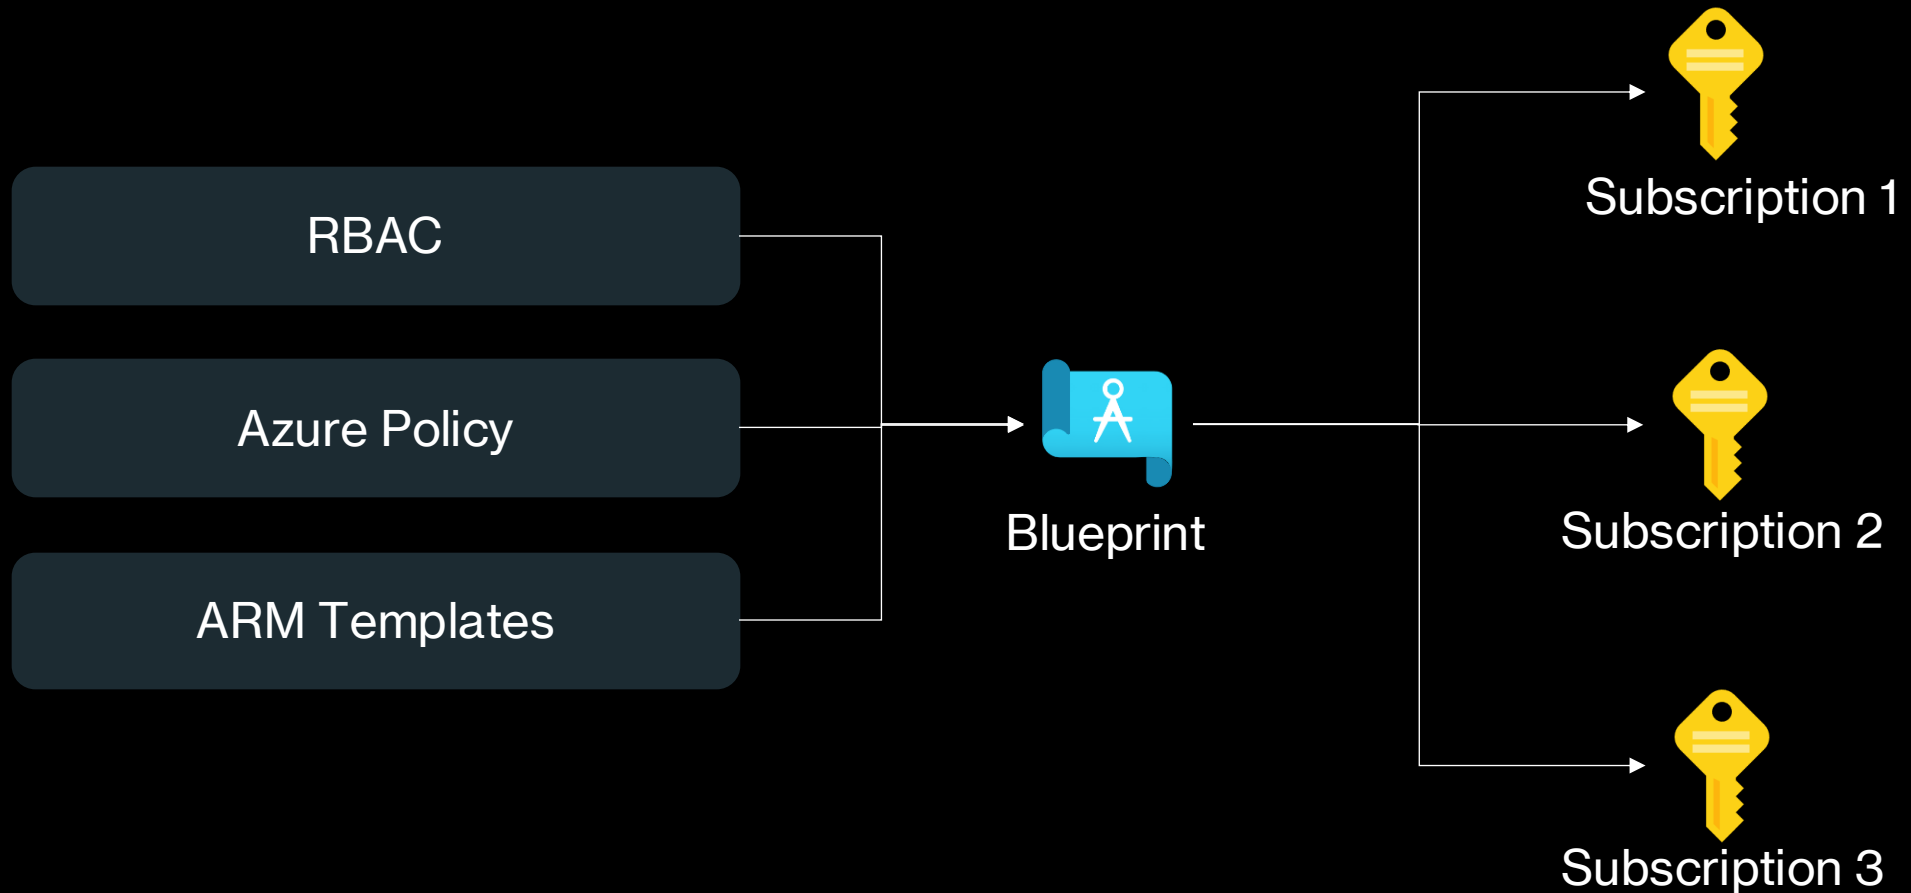 RBAC
Azure Policy
ARM Templates
Blueprint
Subscription 1
Subscription 2
Subscription 3